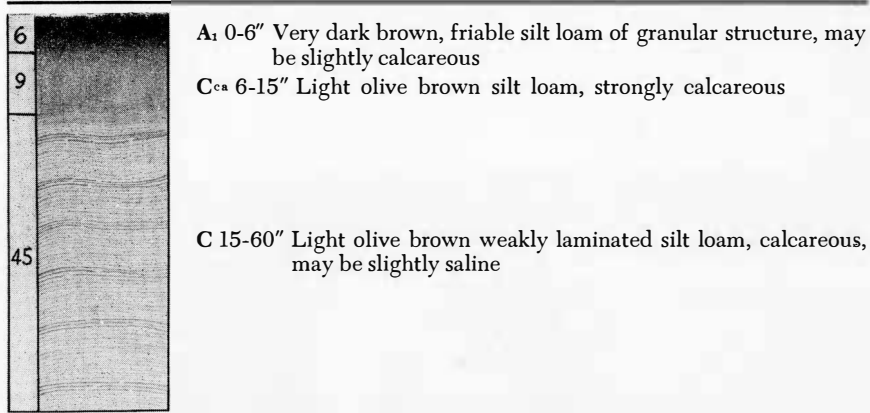 6
A₁ 0-6″ Very dark brown, friable silt loam of granular structure, may
be slightly calcareous
9
Cᶜᵃ 6-15″ Light olive brown silt loam, strongly calcareous
45
C 15-60″ Light olive brown weakly laminated silt loam, calcareous,
may be slightly saline